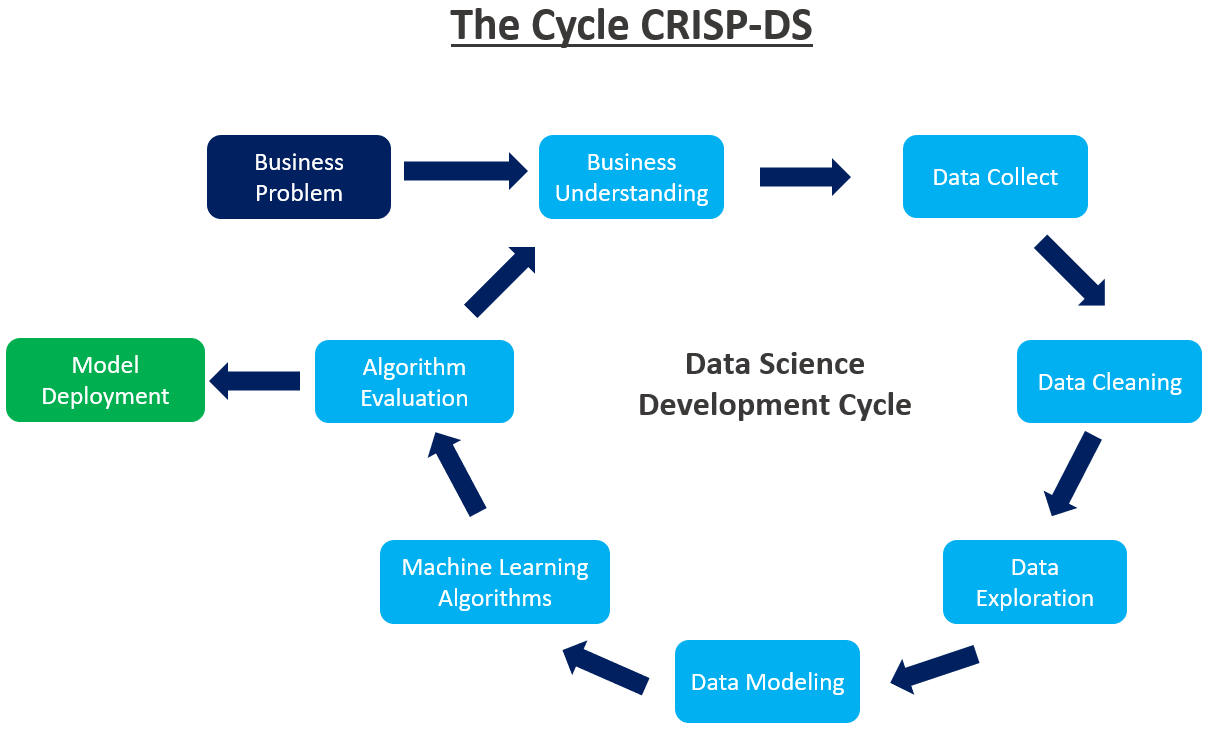 The Cycle CRISP-DS
Business
Problem
Business
Understanding
Data Collect
Model
Deployment
Algorithm
Evaluation
Data Science
Development Cycle
Data Cleaning
Machine Learning
Algorithms
Data
Exploration
Data Modeling